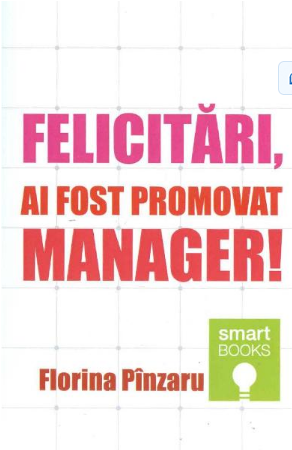 FELICITĂRI,
AI FOST PROMOVAT
MANAGER!
smart
BOOKS
Florina Pînzaru